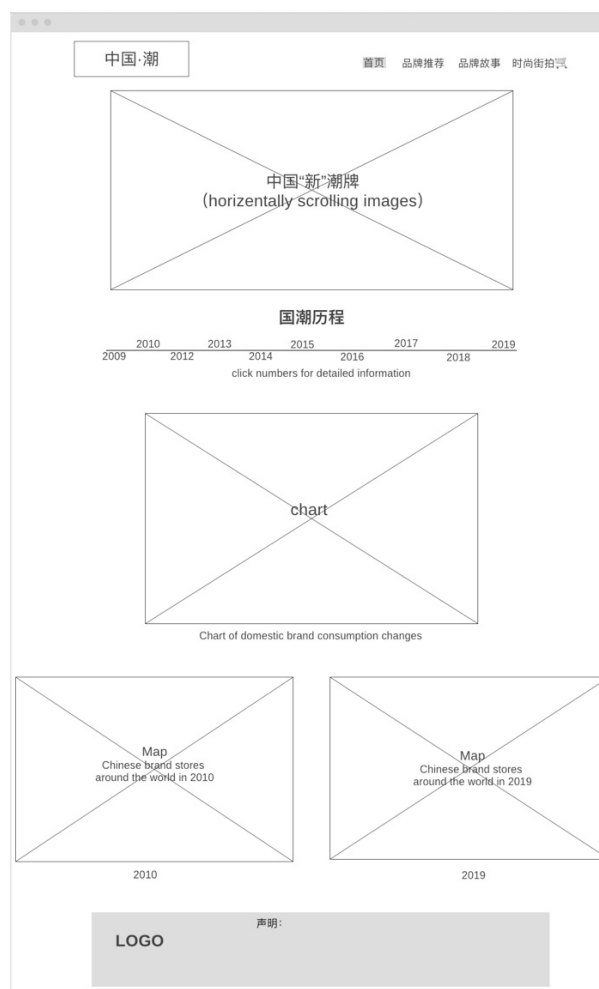 中国·潮
首页 品牌推荐 品牌故事 时尚街拍
中国“新”潮牌
（horizentally scrolling images）
国潮历程
2010 2013 2015 2017 2019
2009 2012 2014 2016 2018
click numbers for detailed information
chart
Chart of domestic brand consumption changes
Map
Chinese brand stores
around the world in 2010
Map
Chinese brand stores
around the world in 2019
2010
2019
声明：
LOGO